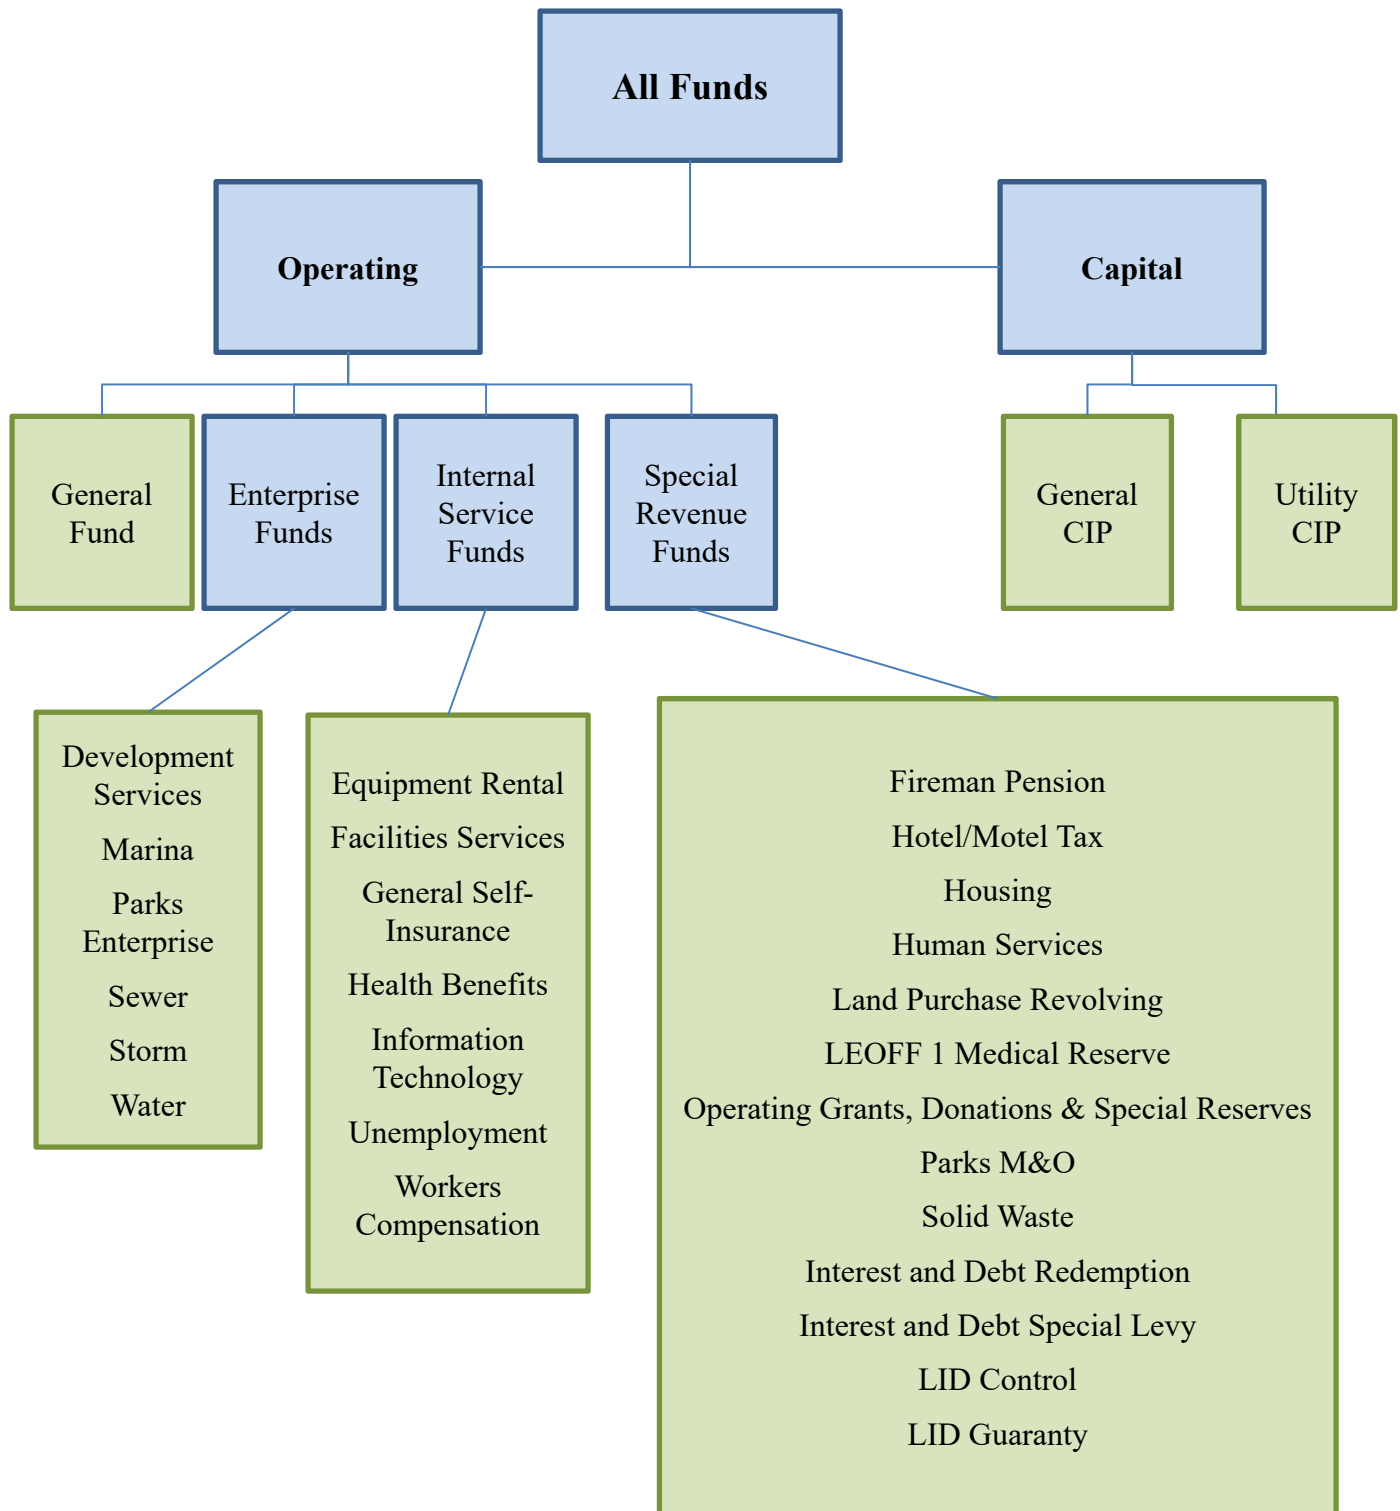 All Funds
Operating
Capital
General
Fund
Enterprise
Funds
Internal
Service
Funds
Special
Revenue
Funds
General
CIP
Utility
CIP
Development
Services
Marina
Parks
Enterprise
Sewer
Storm
Water
Equipment Rental
Facilities Services
General Self-
Insurance
Health Benefits
Information
Technology
Unemployment
Workers
Compensation
Fireman Pension
Hotel/Motel Tax
Housing
Human Services
Land Purchase Revolving
LEOFF 1 Medical Reserve
Operating Grants, Donations & Special Reserves
Parks M&O
Solid Waste
Interest and Debt Redemption
Interest and Debt Special Levy
LID Control
LID Guaranty